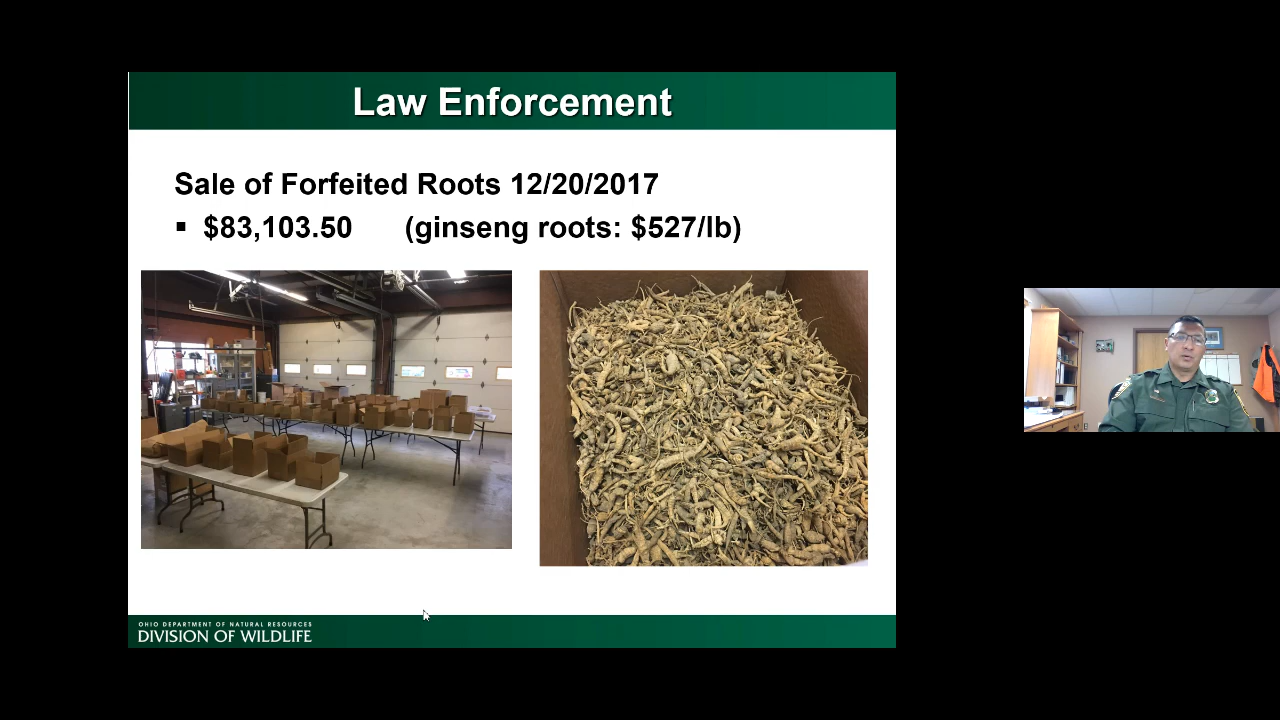 Law Enforcement
Sale of Forfeited Roots 12/20/2017
▪ $83,103.50 (ginseng roots: $527/lb)
OHIO DEPARTMENT OF NATURAL RESOURCES
DIVISION OF WILDLIFE